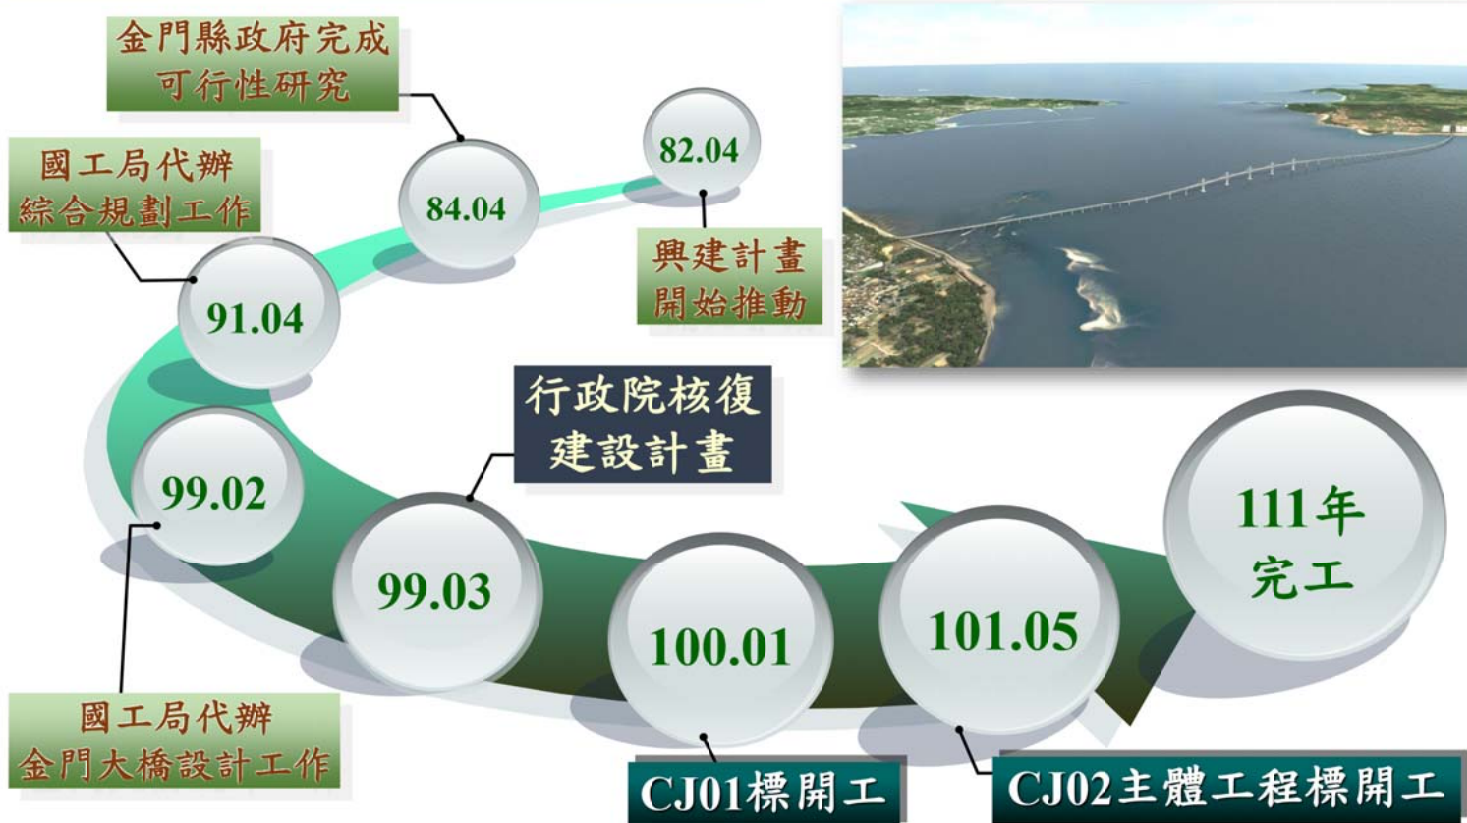 金門縣政府完成
可行性研究
84.04
82.04
興建計畫
開始推動
國工局代辦
綜合規劃工作
91.04
99.02
國工局代辦
金門大橋設計工作
行政院核復
建設計畫
99.03
100.01
CJ01標開工
101.05
CJ02主體工程標開工
111年
完工